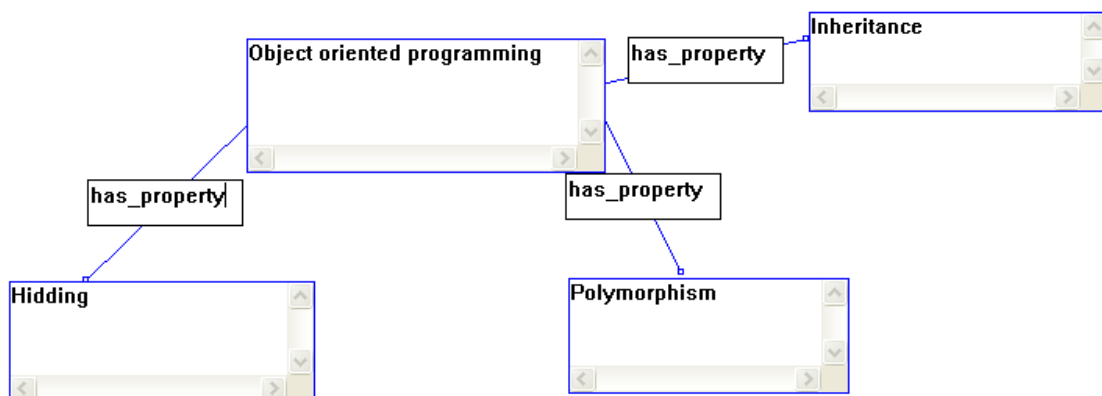 Inheritance
Object oriented programming
has_property
has_property
has_property
Hidding
Polymorphism